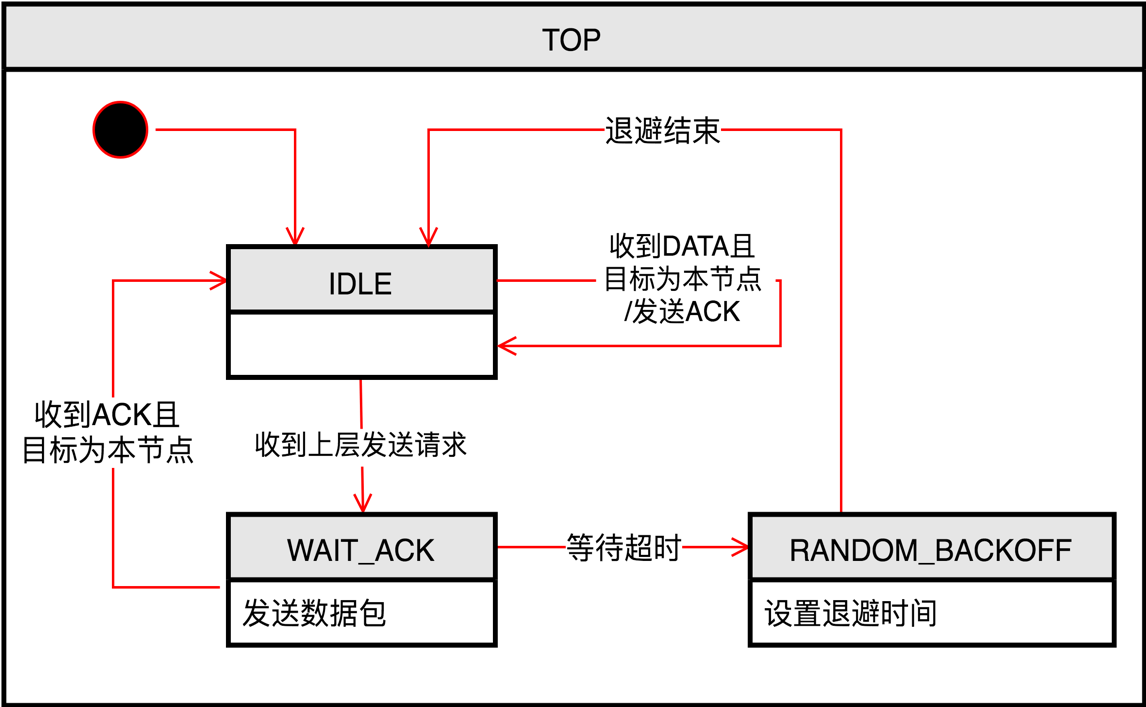 TOP
退避结束
收到DATA且
目标为本节点
/发送ACK
IDLE
收到ACK且
目标为本节点
收到上层发送请求
WAIT_ACK
发送数据包
等待超时
RANDOM_BACKOFF
设置退避时间